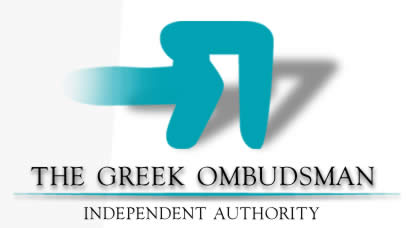 THE GREEK OMBUDSMAN
INDEPENDENT AUTHORITY